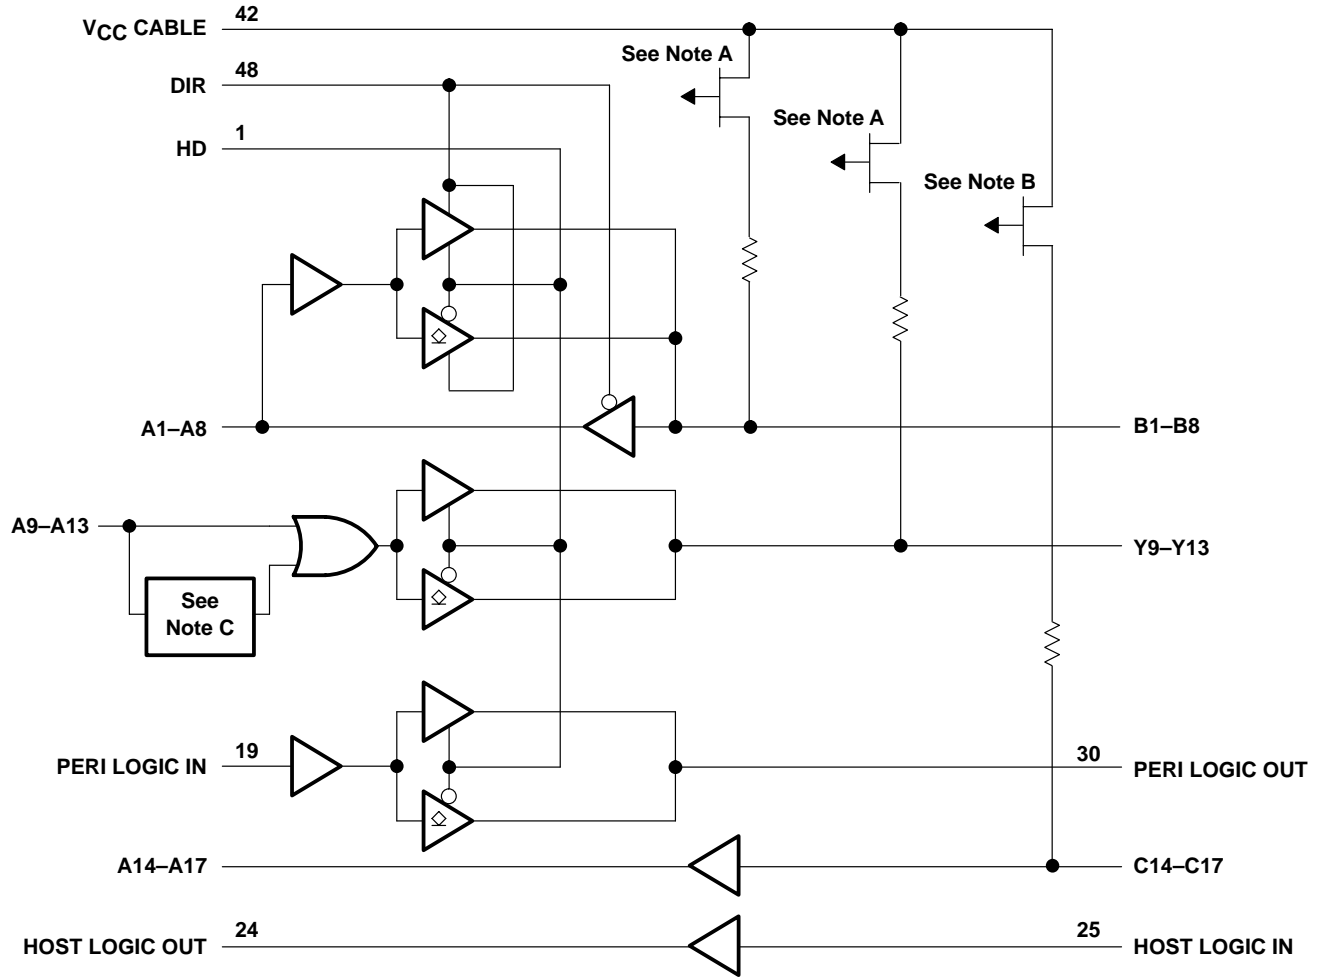 VCC CABLE
42
See Note A
DIR
48
See Note A
HD
1
See Note B
A1–A8
B1–B8
A9–A13
Y9–Y13
See
Note C
PERI LOGIC IN
19
30
PERI LOGIC OUT
A14–A17
C14–C17
HOST LOGIC OUT
24
25
HOST LOGIC IN